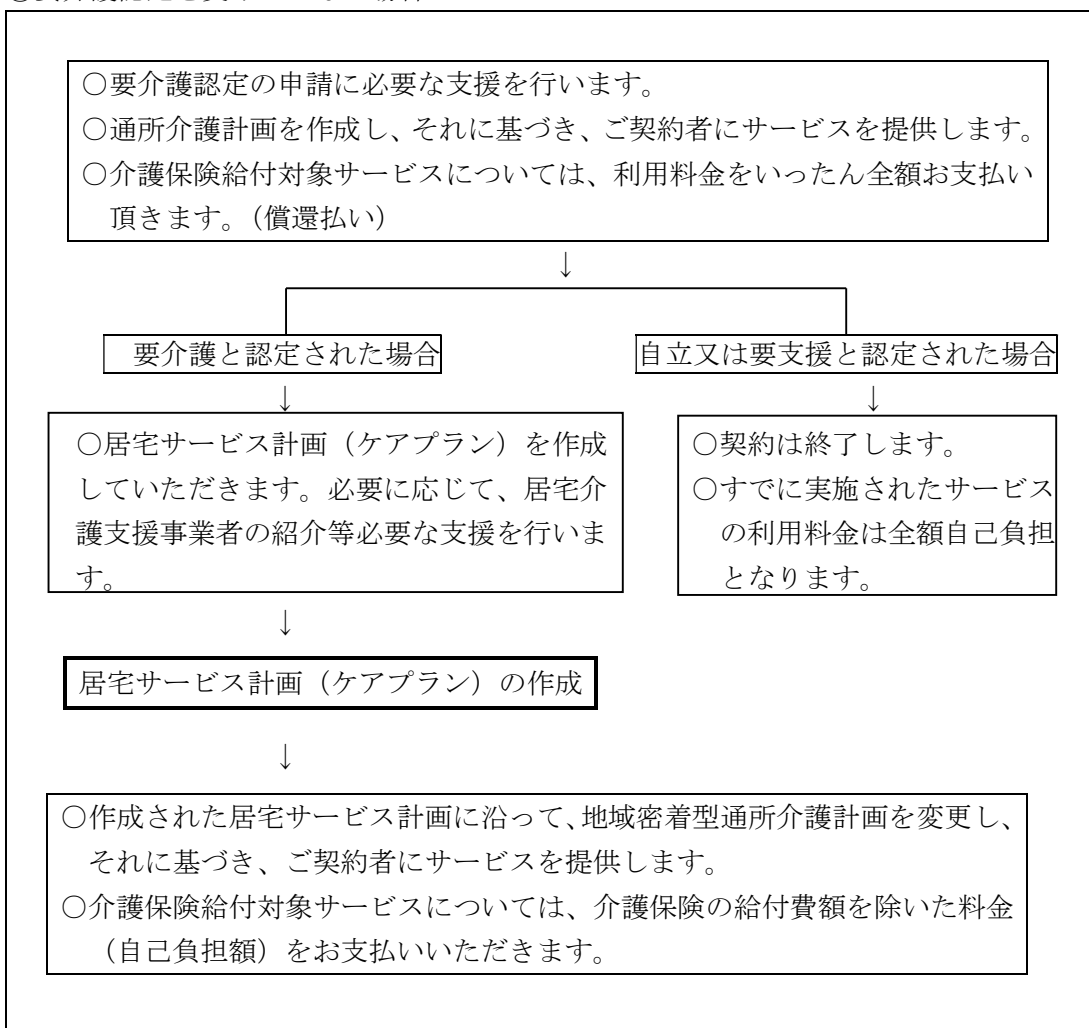 ○要介護認定の申請に必要な支援を行います。
○通所介護計画を作成し、それに基づき、ご契約者にサービスを提供します。
○介護保険給付対象サービスについては、利用料金をいったん全額お支払い
頂きます。（償還払い）
↓
要介護と認定された場合
自立又は要支援と認定された場合
↓
↓
○居宅サービス計画（ケアプラン）を作成
していただきます。必要に応じて、居宅介
護支援事業者の紹介等必要な支援を行いま
す。
○契約は終了します。
○すでに実施されたサービス
の利用料金は全額自己負担
となります。
↓
居宅サービス計画（ケアプラン）の作成
↓
○作成された居宅サービス計画に沿って、地域密着型通所介護計画を変更し、
それに基づき、ご契約者にサービスを提供します。
○介護保険給付対象サービスについては、介護保険の給付費額を除いた料金
（自己負担額）をお支払いいただきます。